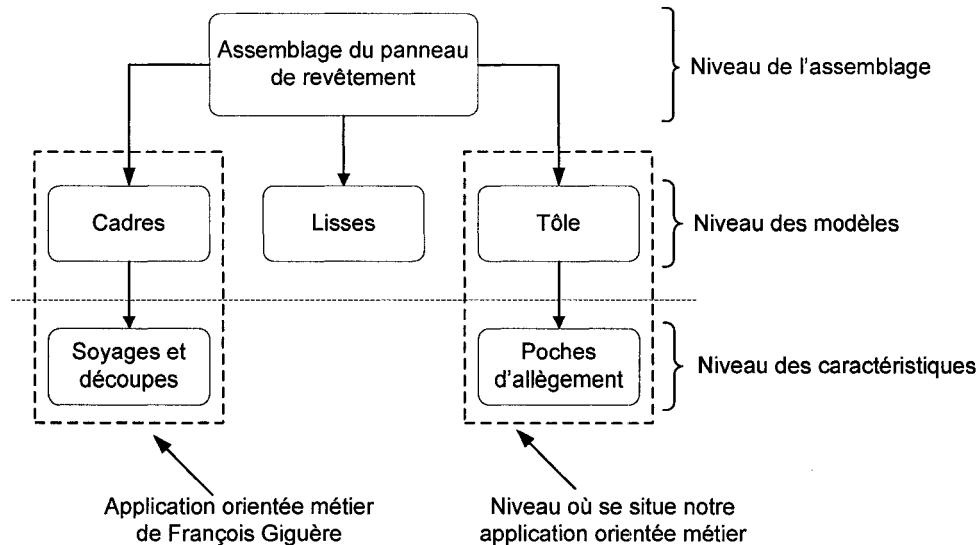 Assemblage du panneau
de revêtement
Niveau de l'assemblage
Cadres
Lisses
Tôle
Niveau des modèles
Soyages et
découpes
Poches
d'allègement
Niveau des caractéristiques
Application orientée métier
de François Giguère
Niveau où se situe notre
application orientée métier